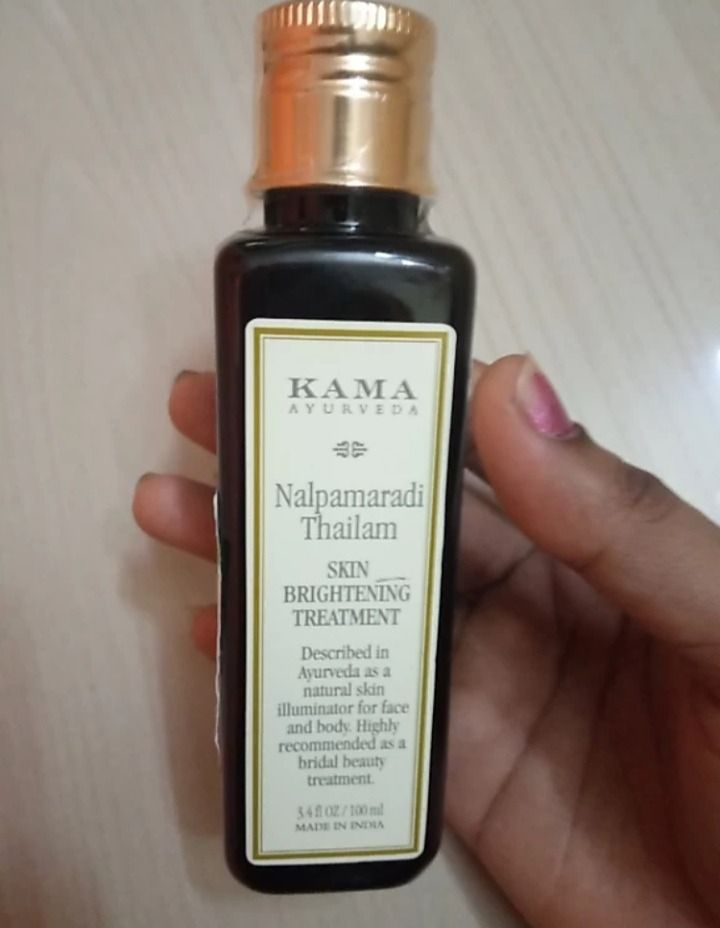 KAMA
AYURVEDA
Nalpamaradi
Thailam
SKIN
BRIGHTENING
TREATMENT
Described in
Ayurveda as a
natural skin
illuminator for face
and body. Highly
recommended as a
bridal beauty
treatment.
3.4 fl OZ / 100 ml
MADE IN INDIA